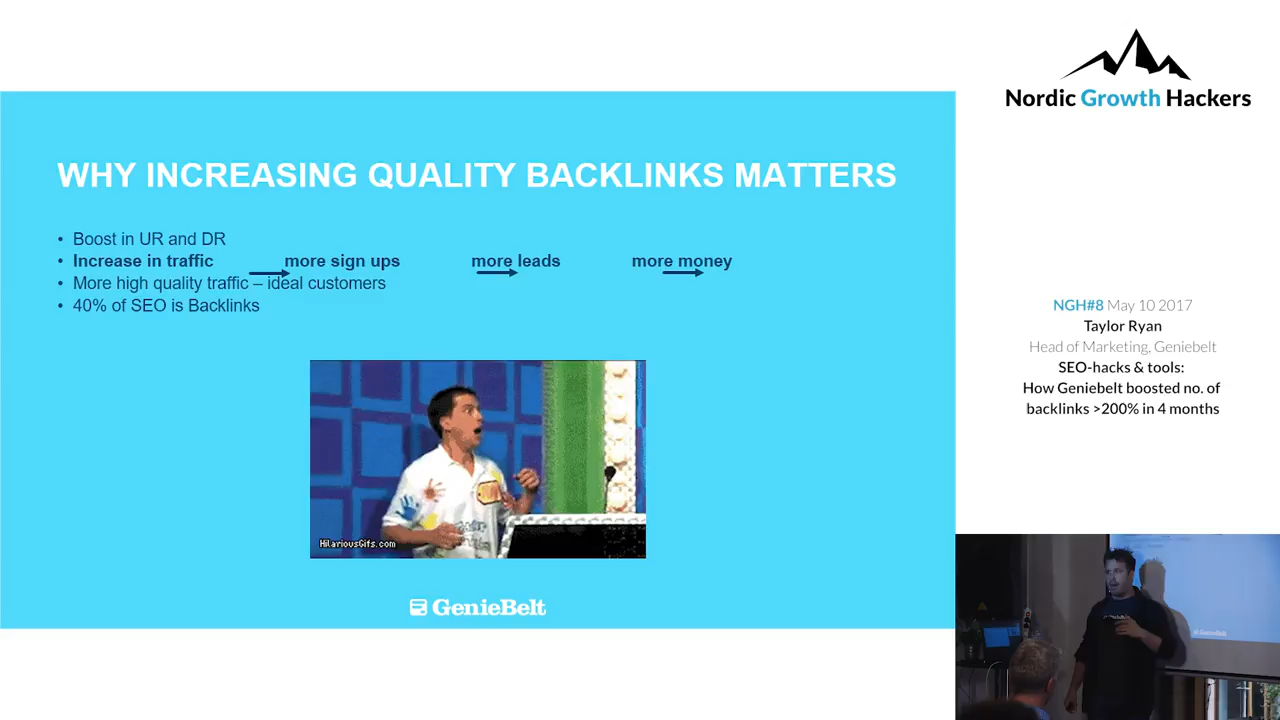 Nordic Growth Hackers
WHY INCREASING QUALITY BACKLINKS MATTERS
• Boost in UR and DR
• Increase in traffic more sign ups more leads more money
• More high quality traffic – ideal customers
• 40% of SEO is Backlinks
HilariousGifs.com
GenieBelt
NGH#8 May 10 2017
Taylor Ryan
Head of Marketing, Geniebelt
SEO-hacks & tools:
How Geniebelt boosted no. of
backlinks >200% in 4 months
GenieBelt